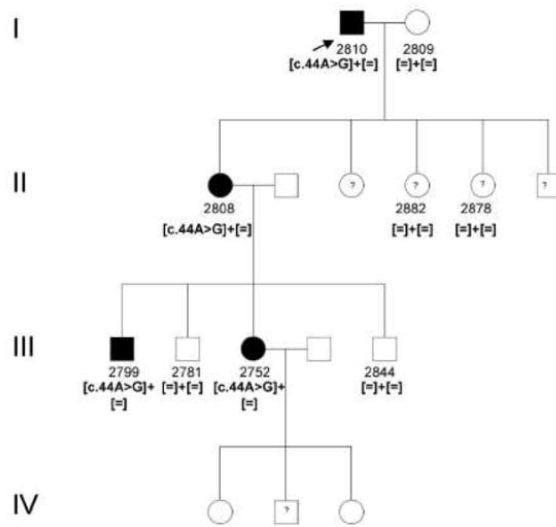 I
2810 2809
[c.44A>G]+[=] [=]+[=]
II
? ? ? ?
2808 2882 2878
[c.44A>G]+[=] [=]+[=] [=]+[=]
III
2799 2781 2752 2844
[c.44A>G]+ [=]+[=] [c.44A>G]+ [=]+[=]
[=] [=]
IV
?